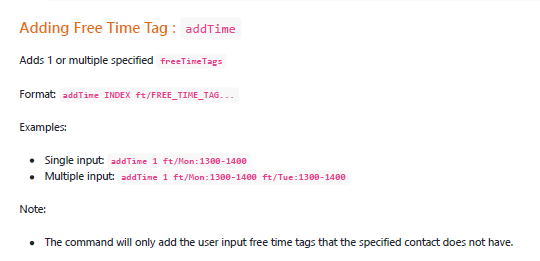 Adding Free Time Tag : addTime
Adds 1 or multiple specified freeTimeTags
Format: addTime INDEX ft/FREE_TIME_TAG...
Examples:
• Single input: addTime 1 ft/Mon:1300-1400
• Multiple input: addTime 1 ft/Mon:1300-1400 ft/Tue:1300-1400
Note:
• The command will only add the user input free time tags that the specified contact does not have.